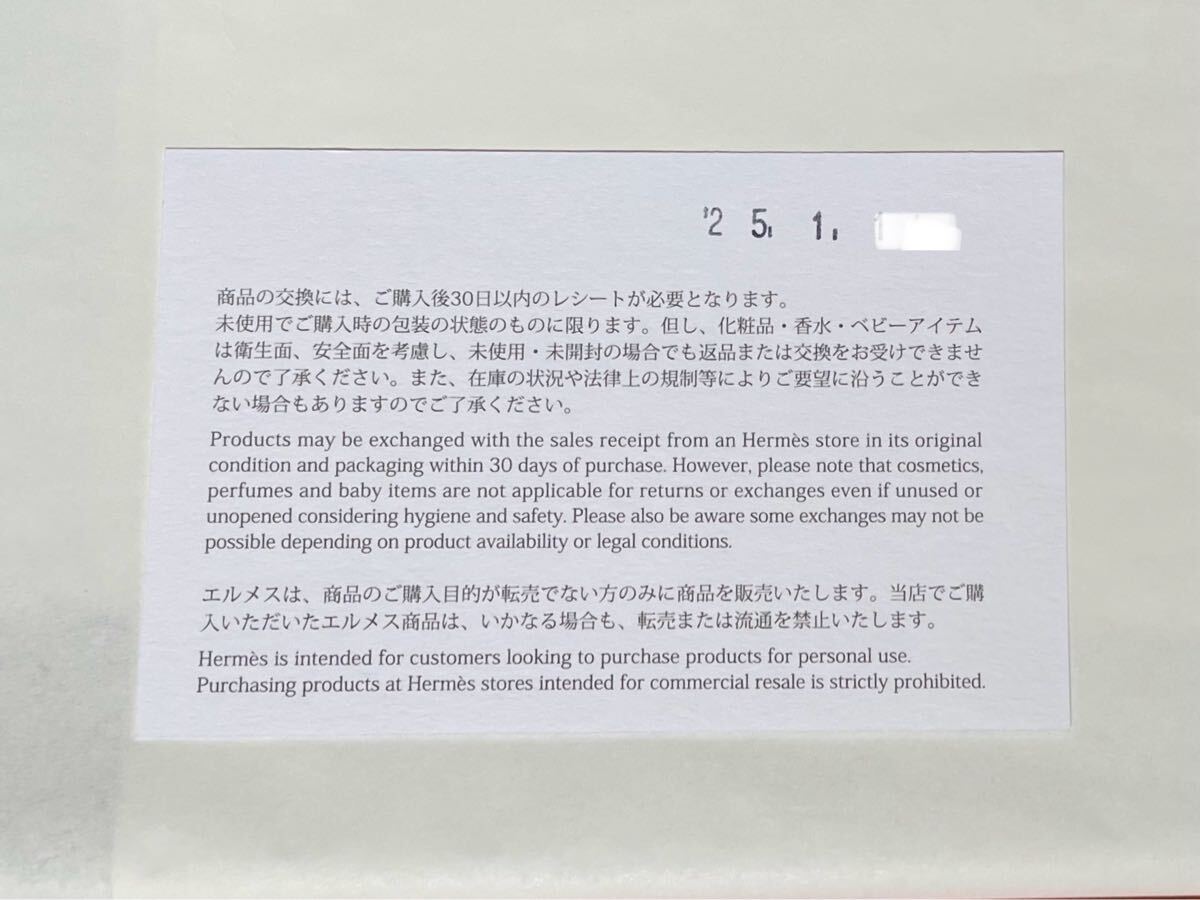 '25. 1.
商品の交換には、ご購入後30日以内のレシートが必要となります。
未使用でご購入時の包装の状態のものに限ります。但し、化粧品・香水・ベビーアイテム
は衛生面、安全面を考慮し、未使用・未開封の場合でも返品または交換をお受けできませ
んので了承ください。また、在庫の状況や法律上の規制等によりご要望に沿うことができ
ない場合もありますのでご了承ください。
Products may be exchanged with the sales receipt from an Hermès store in its original
condition and packaging within 30 days of purchase. However, please note that cosmetics,
perfumes and baby items are not applicable for returns or exchanges even if unused or
unopened considering hygiene and safety. Please also be aware some exchanges may not be
possible depending on product availability or legal conditions.
エルメスは、商品のご購入目的が転売でない方のみに商品を販売いたします。当店でご購
入いただいたエルメス商品は、いかなる場合も、転売または流通を禁止いたします。
Hermès is intended for customers looking to purchase products for personal use.
Purchasing products at Hermès stores intended for commercial resale is strictly prohibited.